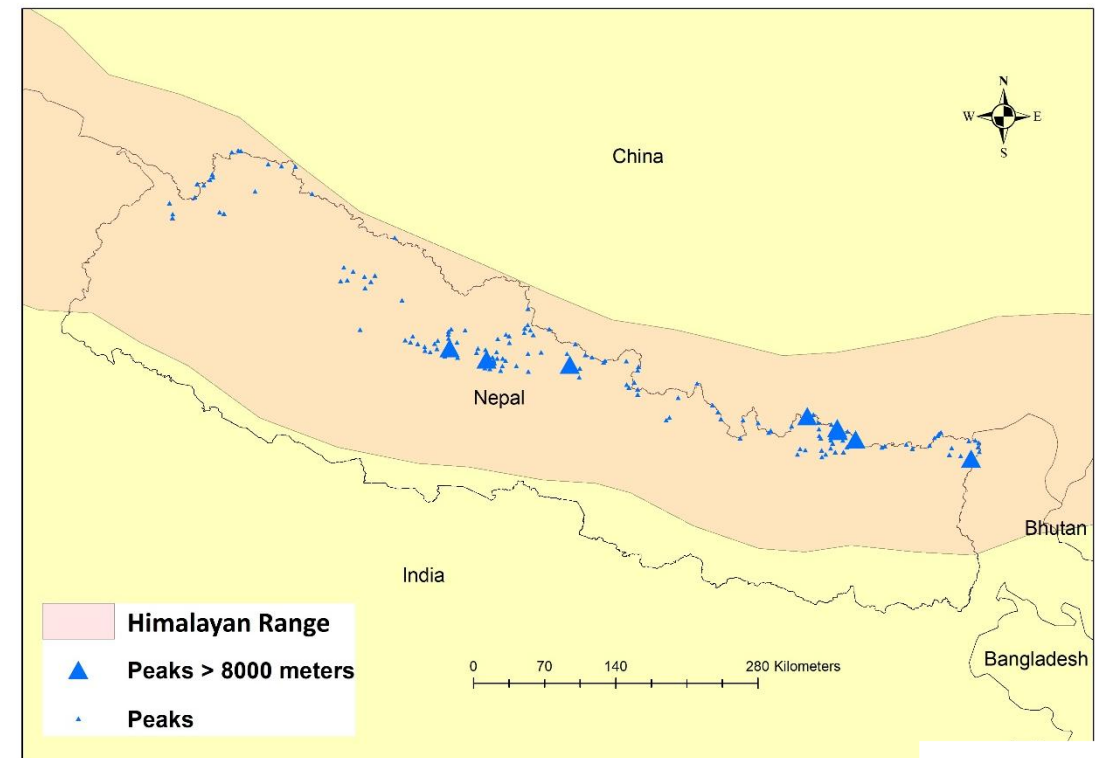 N
W E
S
China
Nepal
Bhutan
India
Bangladesh
Himalayan Range
Peaks > 8000 meters
Peaks
0 70 140 280 Kilometers